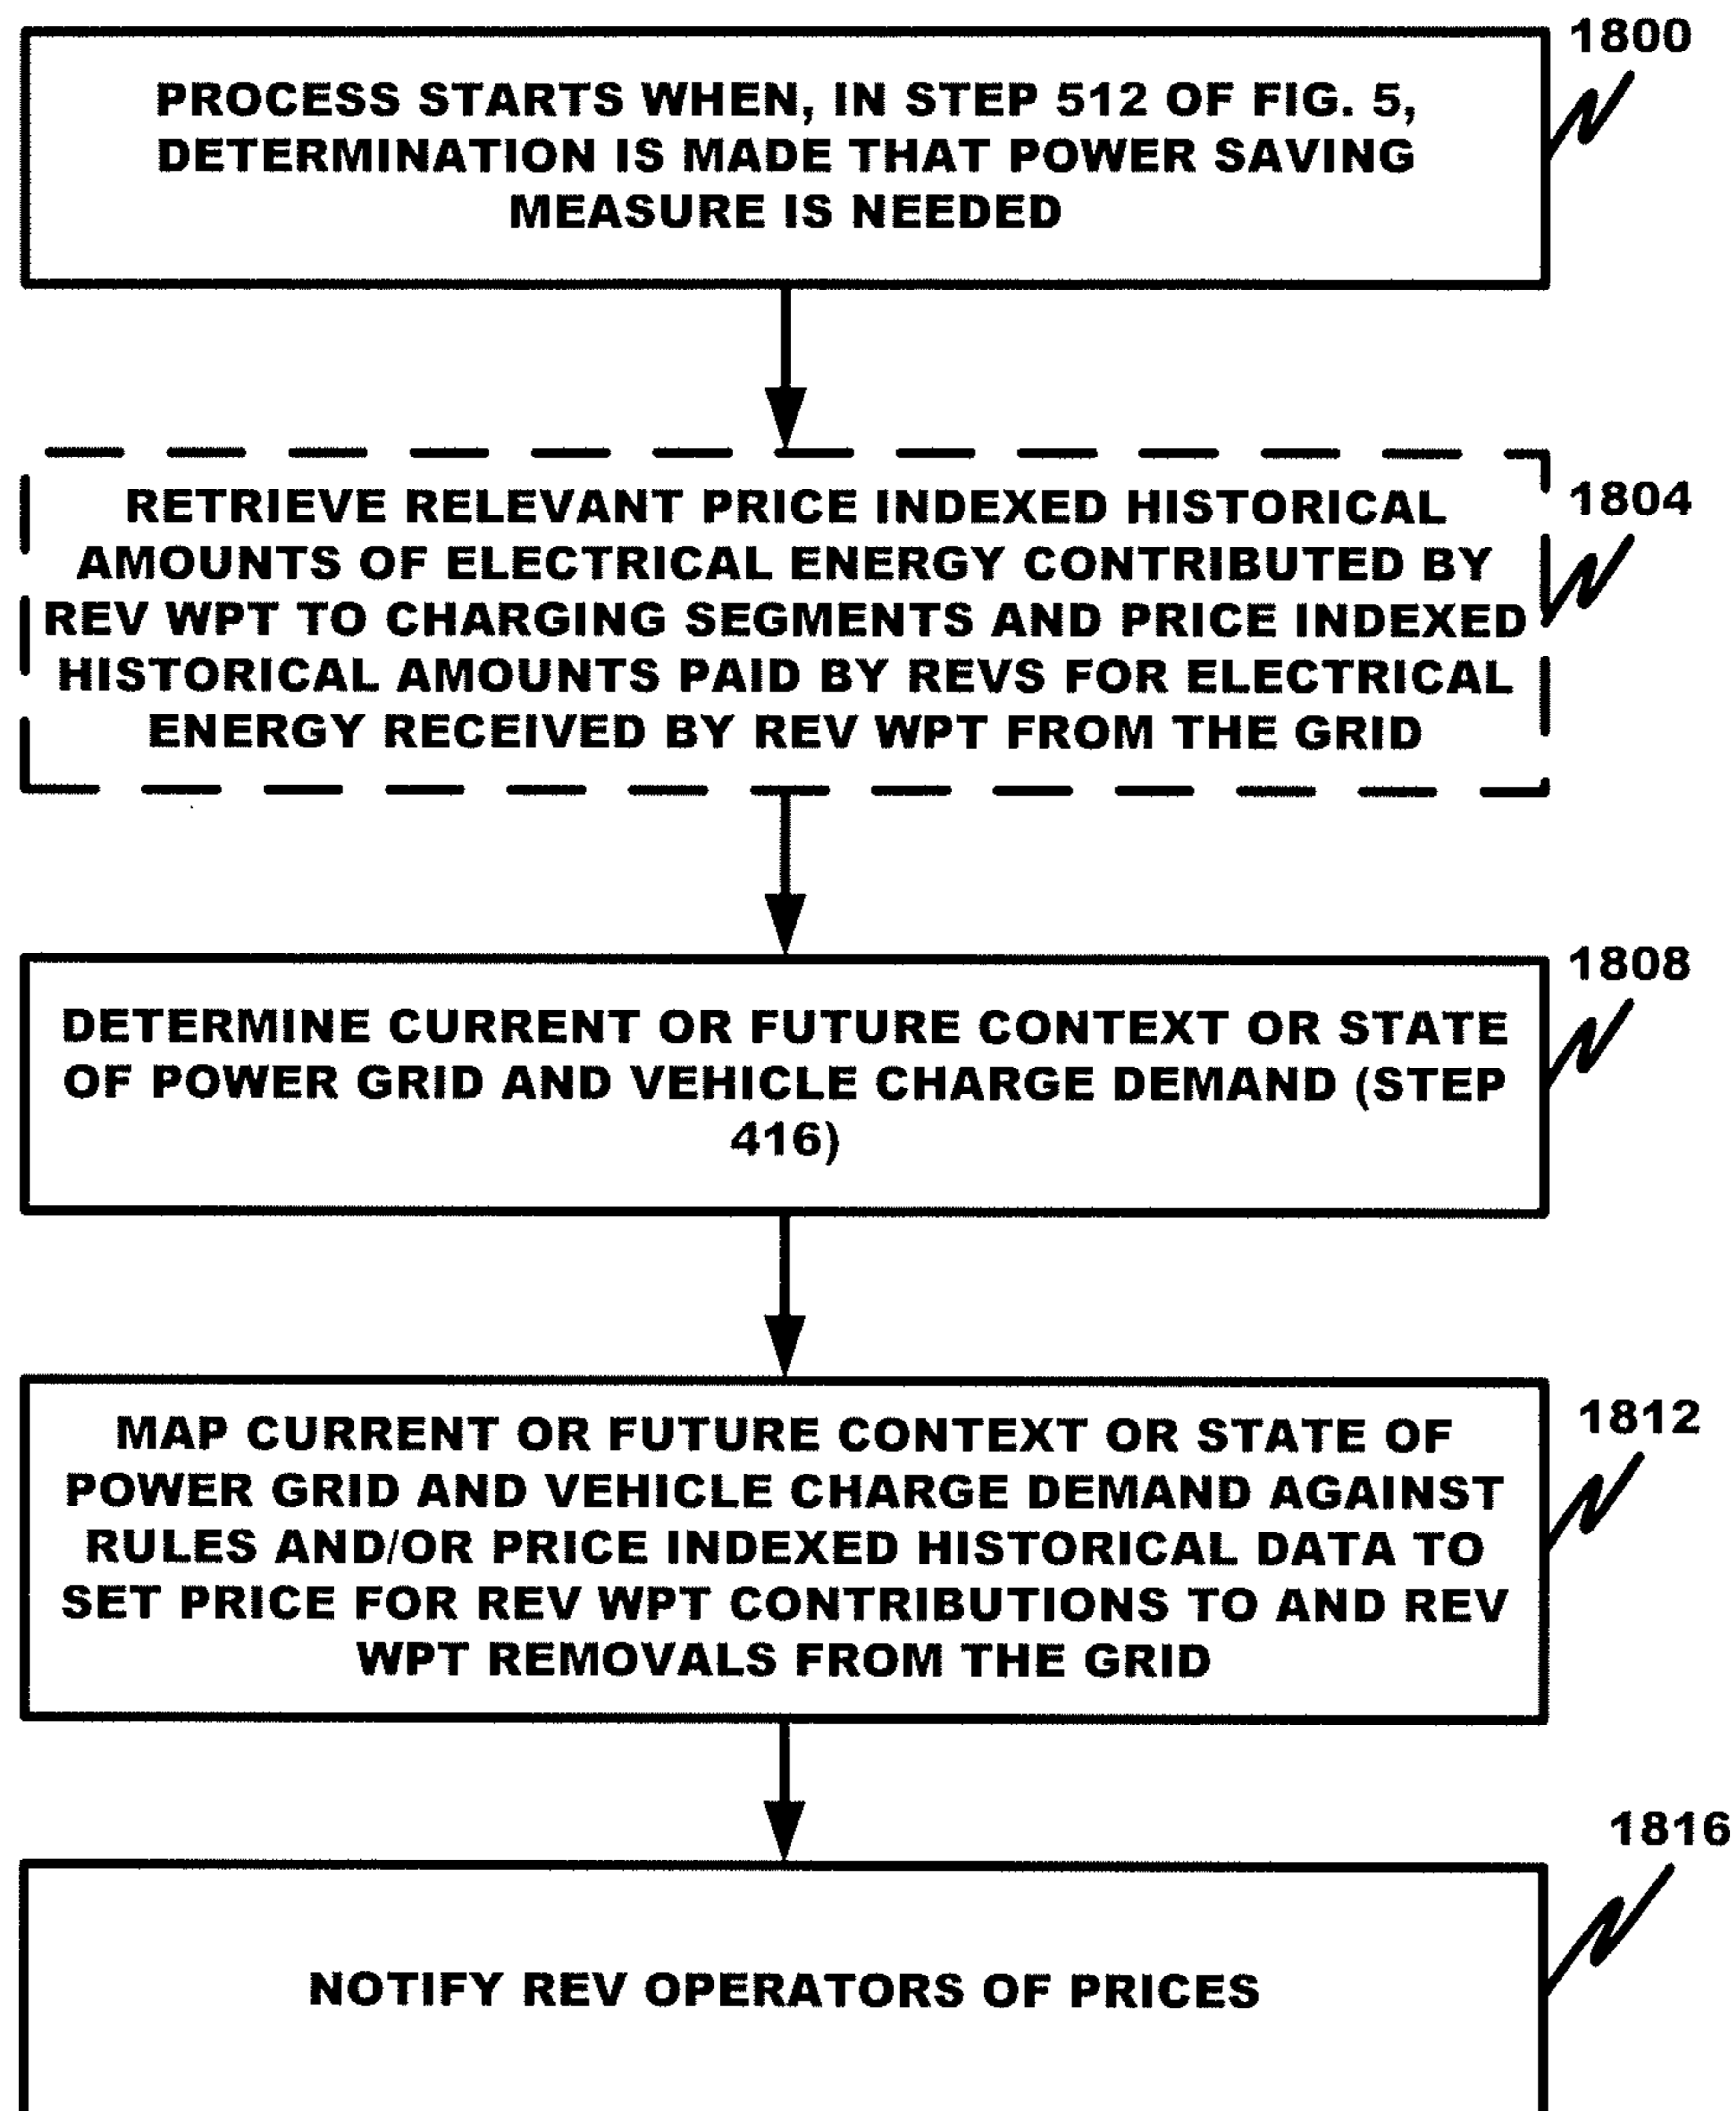 1800
PROCESS STARTS WHEN, IN STEP 512 OF FIG. 5,
DETERMINATION IS MADE THAT POWER SAVING
MEASURE IS NEEDED
1804
RETRIEVE RELEVANT PRICE INDEXED HISTORICAL
AMOUNTS OF ELECTRICAL ENERGY CONTRIBUTED BY
REV WPT TO CHARGING SEGMENTS AND PRICE INDEXED
HISTORICAL AMOUNTS PAID BY REVS FOR ELECTRICAL
ENERGY RECEIVED BY REV WPT FROM THE GRID
1808
DETERMINE CURRENT OR FUTURE CONTEXT OR STATE
OF POWER GRID AND VEHICLE CHARGE DEMAND (STEP
416)
1812
MAP CURRENT OR FUTURE CONTEXT OR STATE OF
POWER GRID AND VEHICLE CHARGE DEMAND AGAINST
RULES AND/OR PRICE INDEXED HISTORICAL DATA TO
SET PRICE FOR REV WPT CONTRIBUTIONS TO AND REV
WPT REMOVALS FROM THE GRID
1816
NOTIFY REV OPERATORS OF PRICES